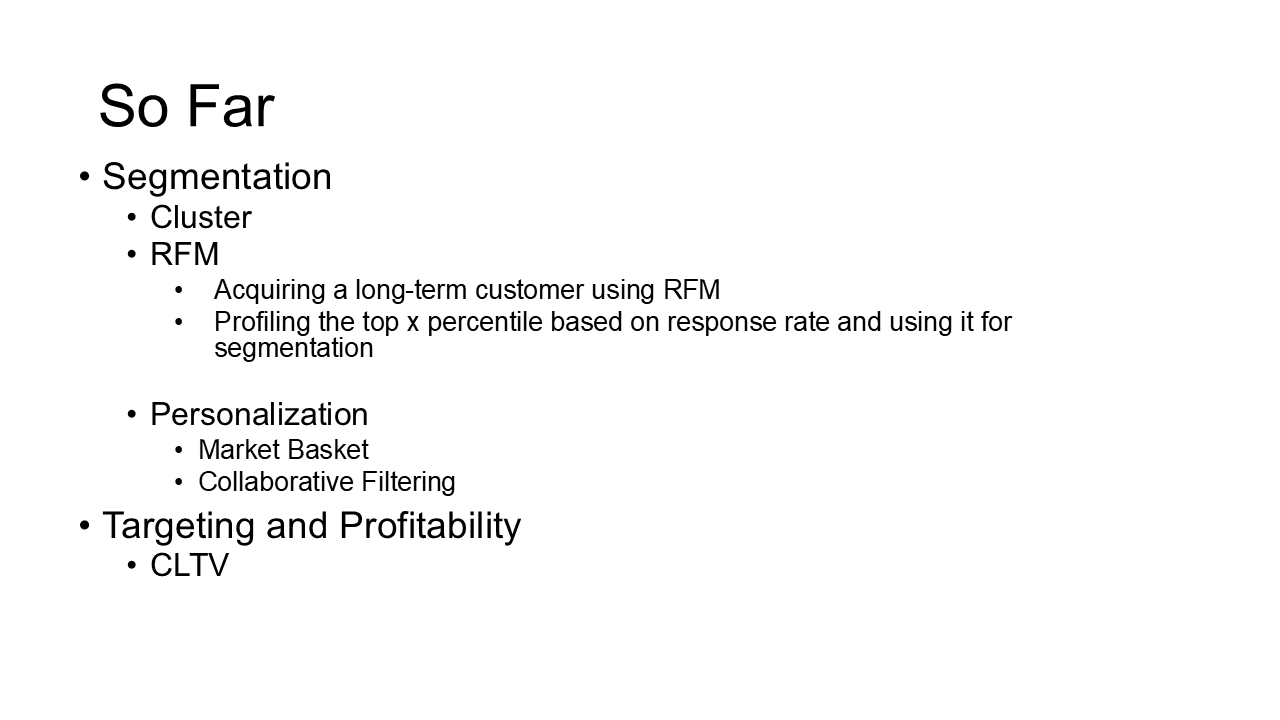 So Far
• Segmentation
• Cluster
• RFM
• Acquiring a long-term customer using RFM
• Profiling the top x percentile based on response rate and using it for
segmentation
• Personalization
• Market Basket
• Collaborative Filtering
• Targeting and Profitability
• CLTV